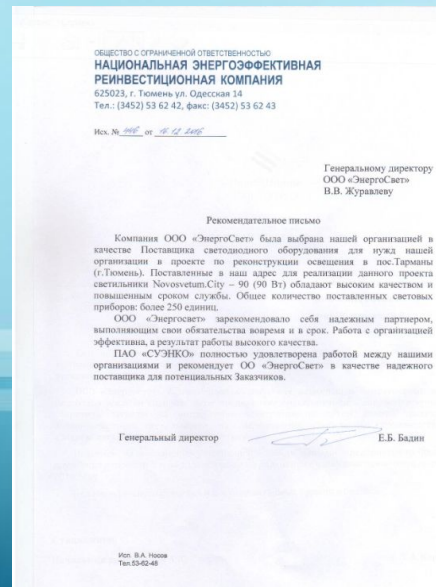 ОБЩЕСТВО С ОГРАНИЧЕННОЙ ОТВЕТСТВЕННОСТЬЮ
НАЦИОНАЛЬНАЯ ЭНЕРГОЭФФЕКТИВНАЯ
РЕИНВЕСТИЦИОННАЯ КОМПАНИЯ
625023, г. Тюмень ул. Одесская 14
Тел.: (3452) 53 62 42, факс: (3452) 53 62 43
Исх. № от
Генеральному директору
ООО «ЭнергоСвет»
В.В. Журавлеву
Рекомендательное письмо
Компания ООО «ЭнергоСвет» была выбрана нашей организацией в
качестве Поставщика светодиодного оборудования для нужд нашей
организации в проекте по реконструкции освещения в пос.Тарманы
(г.Тюмень). Поставленные в наш адрес для реализации данного проекта
светильники Novosvetum.City – 90 (90 Вт) обладают высоким качеством и
повышенным сроком службы. Общее количество поставленных световых
приборов: более 250 единиц.
ООО «Энергосвет» зарекомендовало себя надежным партнером,
выполняющим свои обязательства вовремя и в срок. Работа с организацией
эффективна, а результат работы высокого качества.
ПАО «СУЭНКО» полностью удовлетворена работой между нашими
организациями и рекомендует ОО «ЭнергоСвет» в качестве надежного
поставщика для потенциальных Заказчиков.
Генеральный директор Е.Б. Бадин
Исп. В.А. Носов
Тел.53-62-48